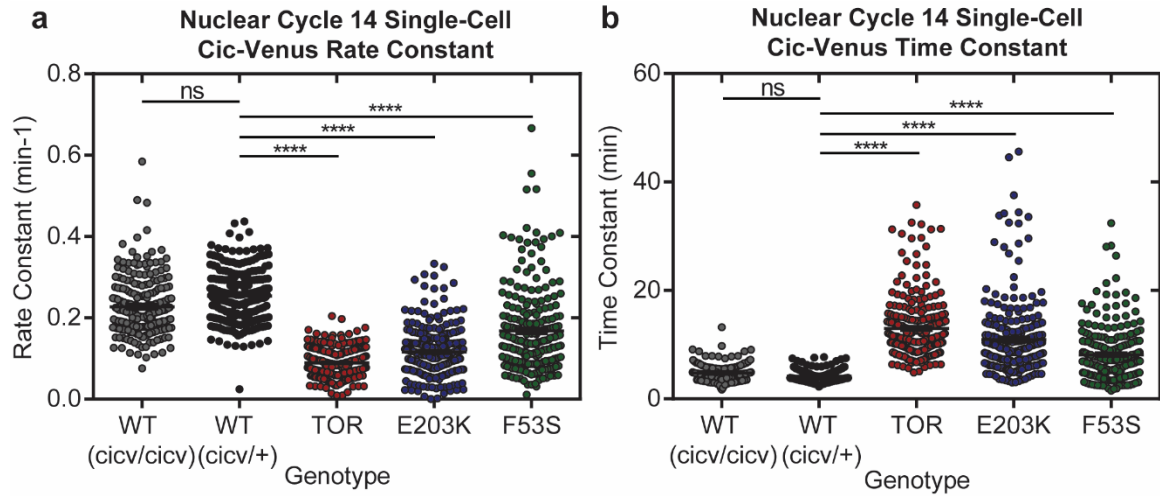 a
Nuclear Cycle 14 Single-Cell
Cic-Venus Rate Constant
Rate Constant (min-1)
0.8
0.6
0.4
0.2
0.0
ns
****
****
****
WT
(cicv/cicv)
WT
(cicv/+)
TOR
E203K
F53S
Genotype
b
Nuclear Cycle 14 Single-Cell
Cic-Venus Time Constant
Time Constant (min)
60
40
20
0
ns
****
****
****
WT
(cicv/cicv)
WT
(cicv/+)
TOR
E203K
F53S
Genotype